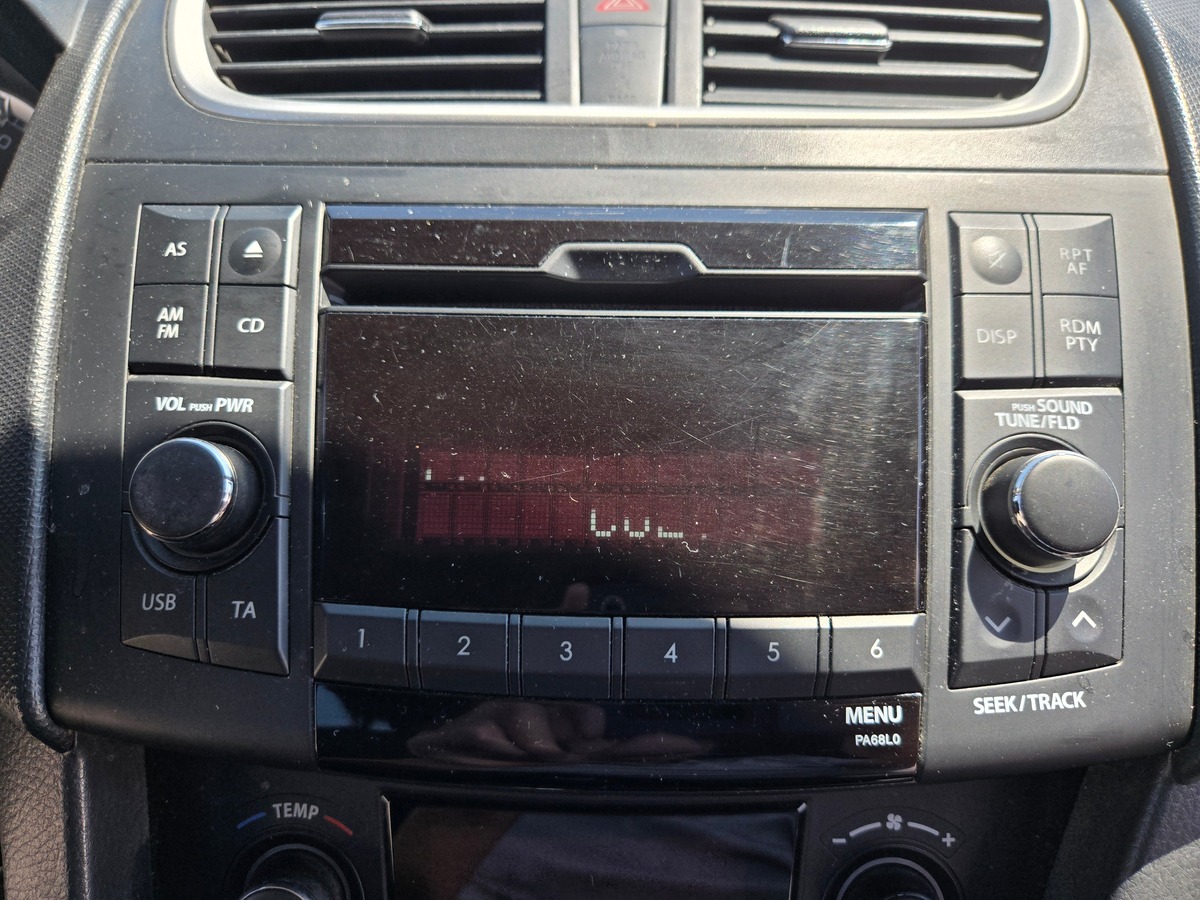 AS
AM
FM
CD
VOL PUSH PWR
USB
TA
1
2
3
4
5
6
MENU
PA68L0
RPT
AF
DISP
RDM
PTY
PUSH SOUND
TUNE/FLD
SEEK/TRACK
TEMP
- +